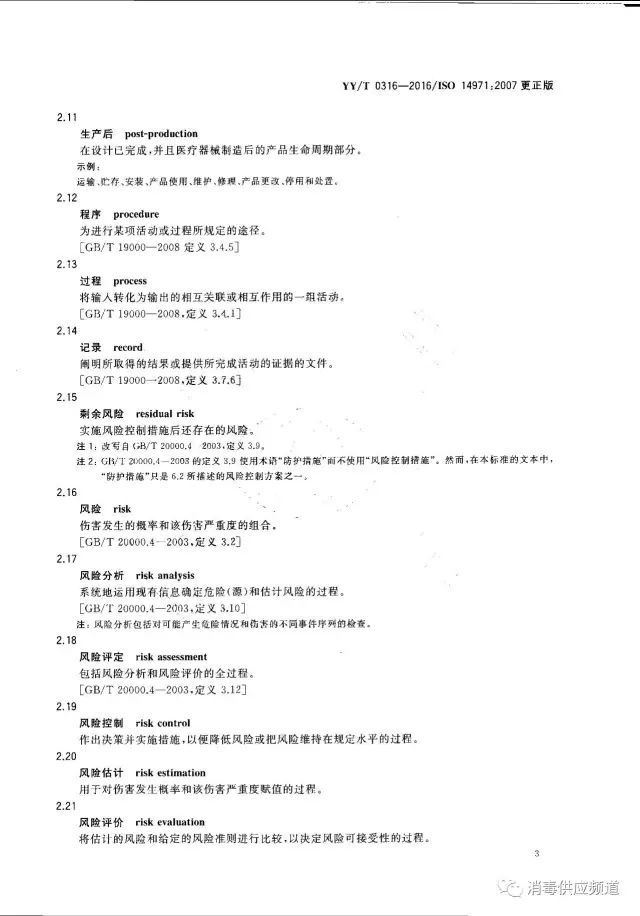 YY/T 0316—2016/ISO 14971:2007 更正版
2.11
生产后 post-production
在设计已完成,并且医疗器械制造后的产品生命周期部分。
示例:
运输、贮存、安装、产品使用、维护、修理、产品更改、停用和处置。
2.12
程序 procedure
为进行某项活动或过程所规定的途径。
[GB/T 19000—2008 定义 3.4.5]
2.13
过程 process
将输入转化为输出的相互关联或相互作用的一组活动。
[GB/T 19000—2008,定义 3.4.1]
2.14
记录 record
阐明所取得的结果或提供所完成活动的证据的文件。
[GB/T 19000—2008,定义 3.7.6]
2.15
剩余风险 residual risk
实施风险控制措施后还存在的风险。
注 1: 改写自 GB/T 20000.4—2003,定义 3.9。
注 2: GB/T 20000.4—2003 的定义 3.9 使用术语“防护措施”而不使用“风险控制措施”。然而,在本标准的文本中,
“防护措施”只是 6.2 所描述的风险控制方案之一。
2.16
风险 risk
伤害发生的概率和该伤害严重度的组合。
[GB/T 20000.4—2003,定义 3.2]
2.17
风险分析 risk analysis
系统地运用现有信息确定危险(源)和估计风险的过程。
[GB/T 20000.4—2003,定义 3.10]
注: 风险分析包括对可能产生危险情况和伤害的不同事件序列的检查。
2.18
风险评定 risk assessment
包括风险分析和风险评价的全过程。
[GB/T 20000.4—2003,定义 3.12]
2.19
风险控制 risk control
作出决策并实施措施,以便降低风险或把风险维持在规定水平的过程。
2.20
风险估计 risk estimation
用于对伤害发生概率和该伤害严重度赋值的过程。
2.21
风险评价 risk evaluation
将估计的风险和给定的风险准则进行比较,以决定风险可接受性的过程。
3
消毒供应频道